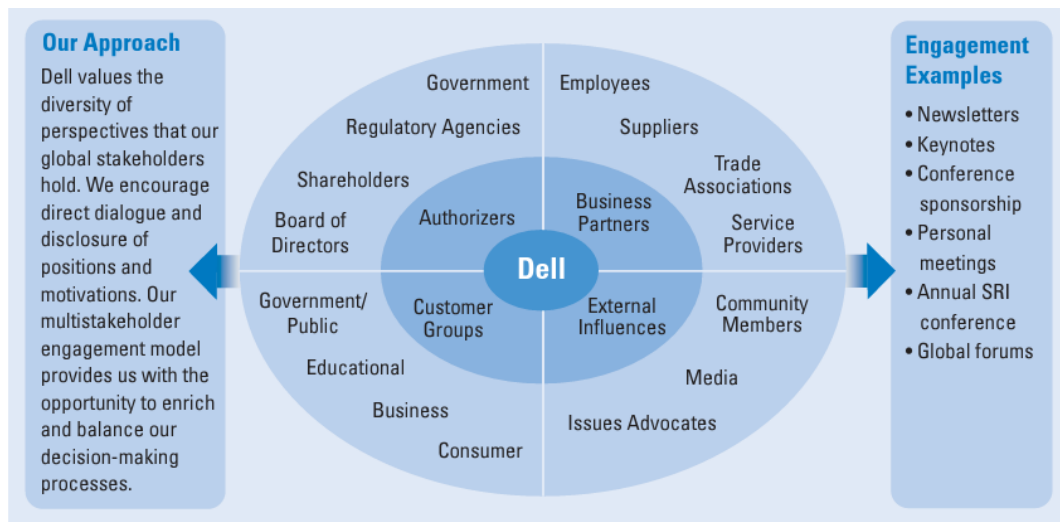 Our Approach
Dell values the
diversity of
perspectives that our
global stakeholders
hold. We encourage
direct dialogue and
disclosure of
positions and
motivations. Our
multistakeholder
engagement model
provides us with the
opportunity to enrich
and balance our
decision-making
processes.
Government
Regulatory Agencies
Shareholders
Board of
Directors
Authorizers
Employees
Suppliers
Trade
Associations
Service
Providers
Business
Partners
Dell
Government/
Public
Educational
Business
Consumer
Customer
Groups
External
Influences
Community
Members
Media
Issues Advocates
Engagement
Examples
• Newsletters
• Keynotes
• Conference
sponsorship
• Personal
meetings
• Annual SRI
conference
• Global forums